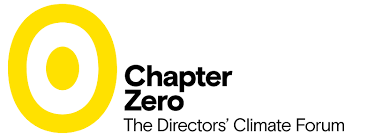 Chapter
Zero
The Directors’ Climate Forum